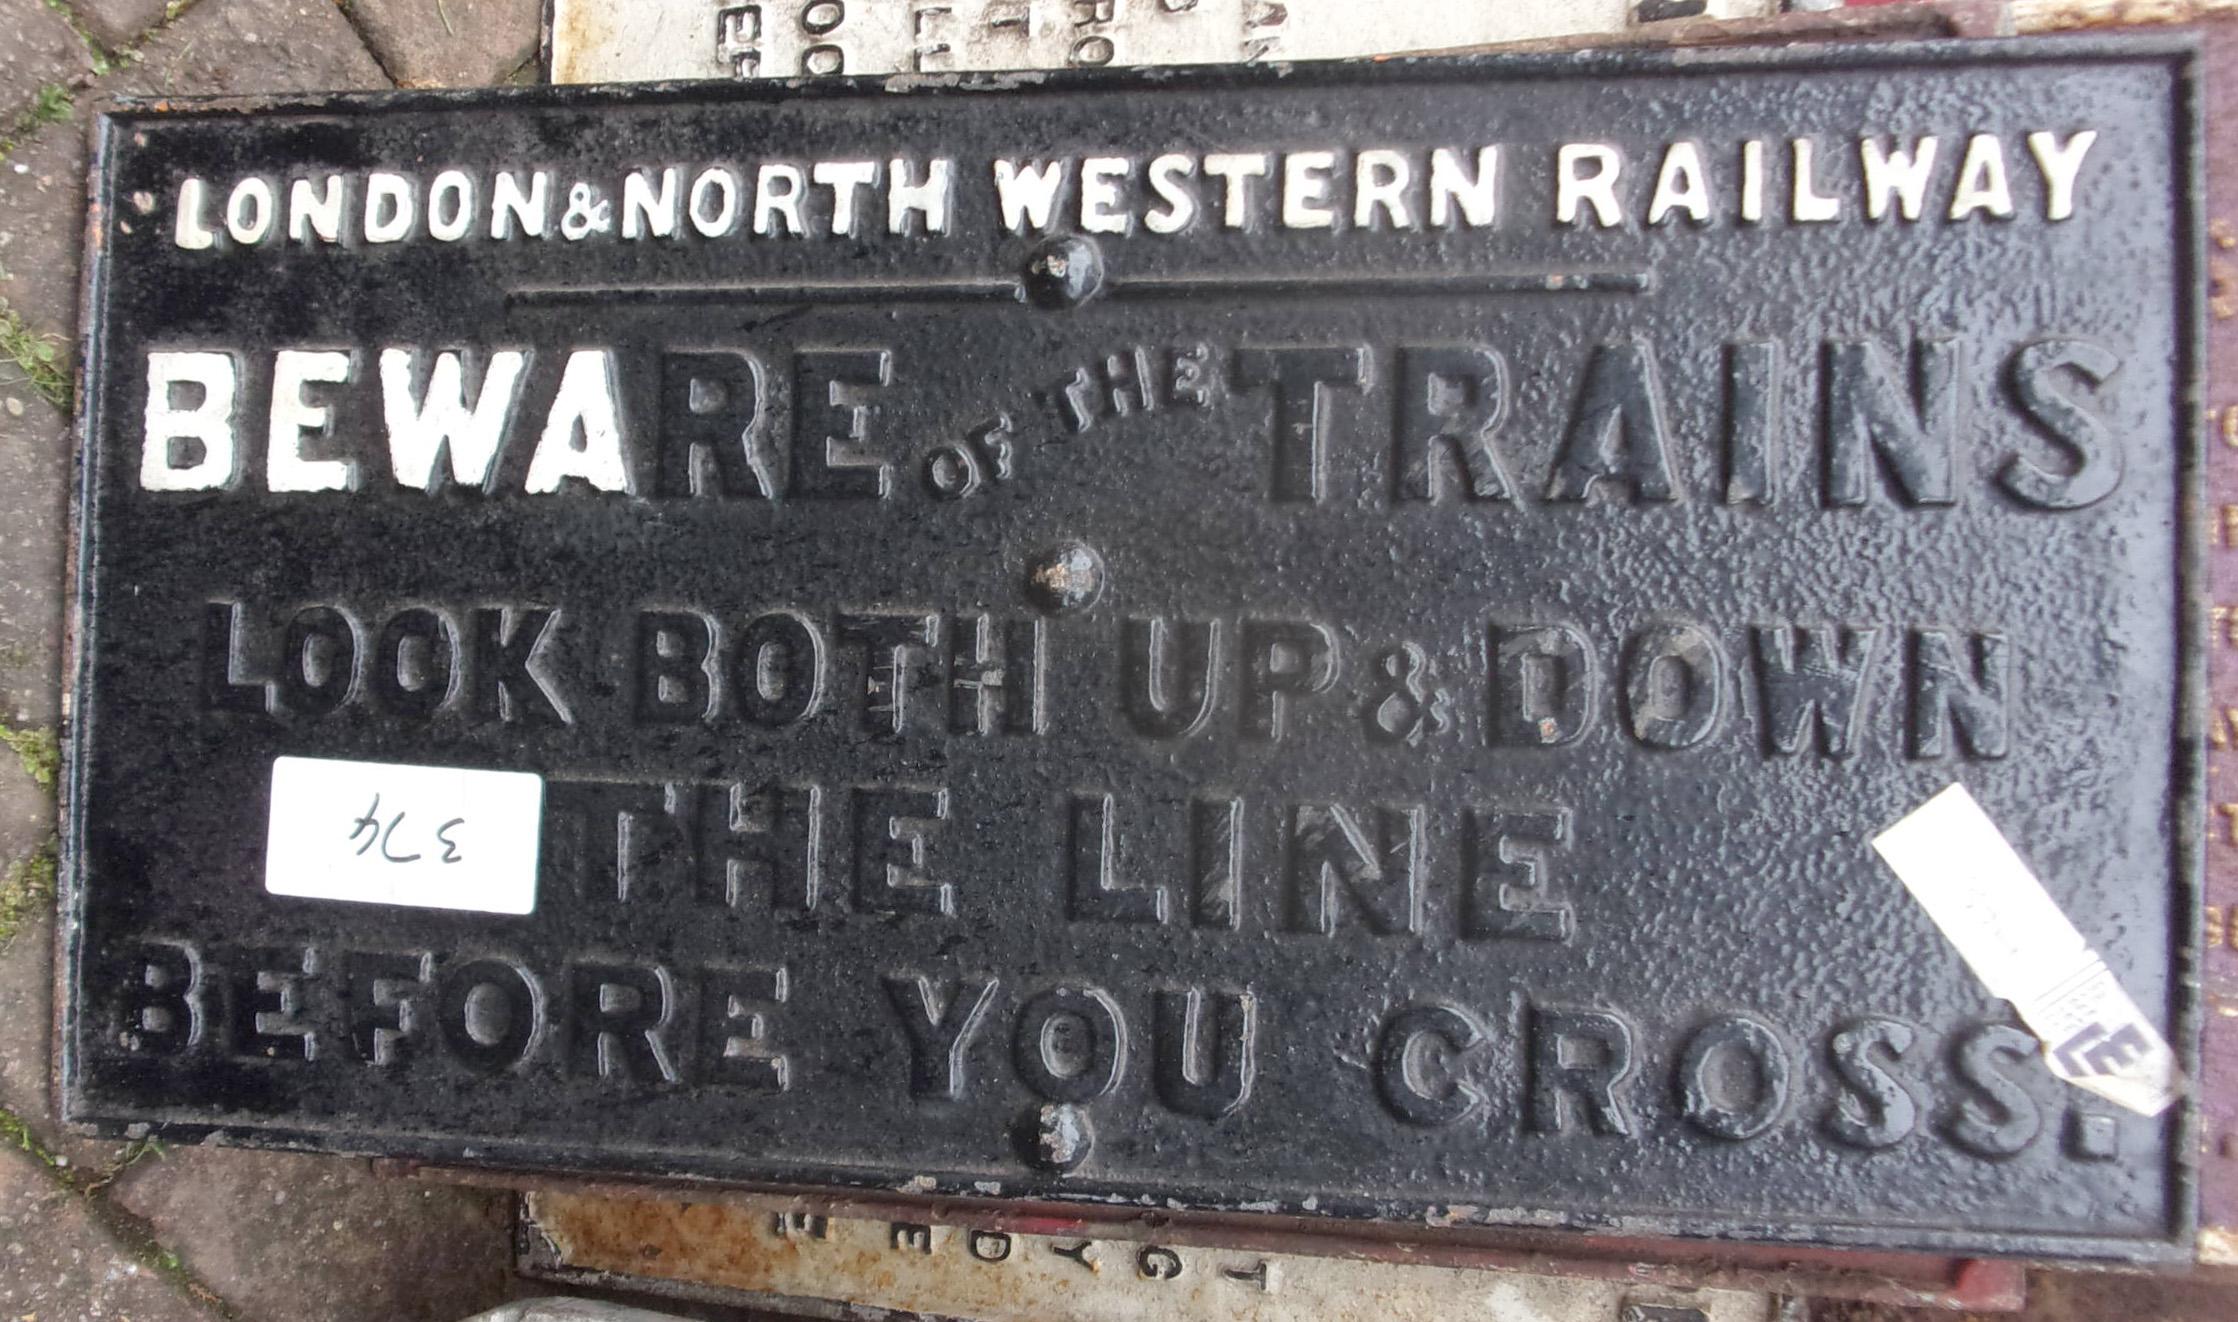 LONDON & NORTH WESTERN RAILWAY
BEWARE OF THE TRAINS
LOOK BOTH UP & DOWN
THE LINE
BEFORE YOU CROSS.
374